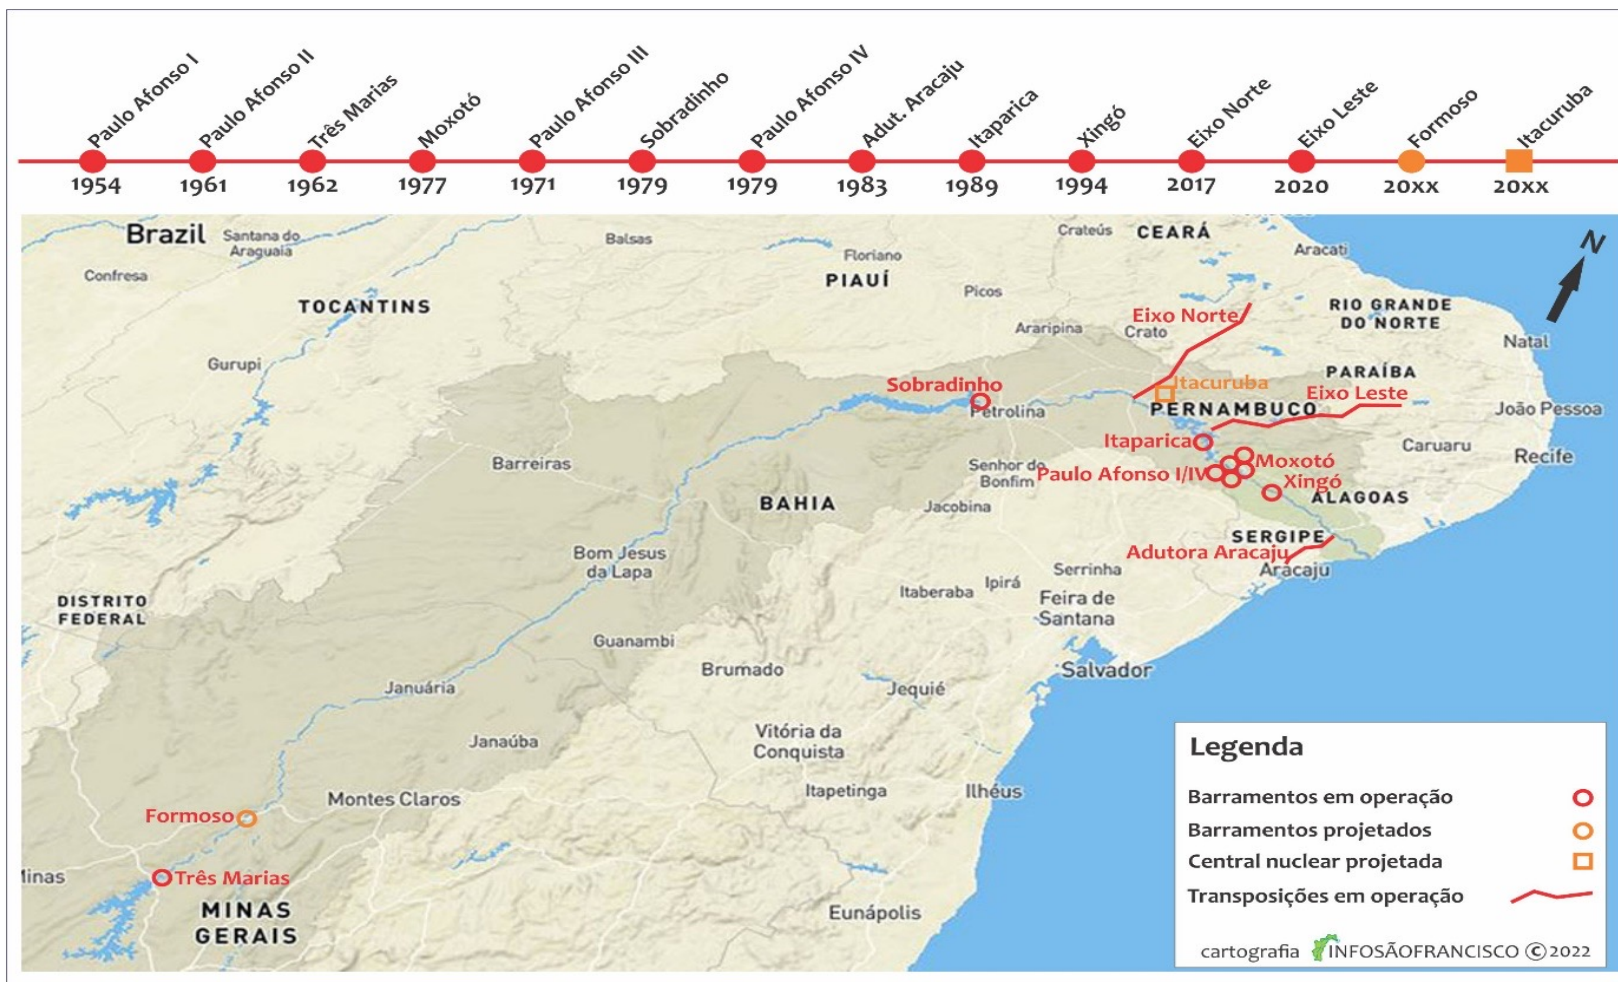 Paulo Afonso I
Paulo Afonso II
Três Marias
Moxotó
Paulo Afonso III
Sobradinho
Paulo Afonso IV
Adut. Aracaju
Itaparica
Xingó
Eixo Norte
Eixo Leste
Formoso
Itacuruba
1954
1961
1962
1977
1971
1979
1979
1983
1989
1994
2017
2020
20xx
20xx
Brazil
Santana do
Araguaia
Confresa
Balsas
Floriano
PIAUÍ
Crateús
CEARÁ
Aracati
N
TOCANTINS
Picos
Araripina
Eixo Norte
Crato
RIO GRANDE
DO NORTE
Natal
Gurupi
PARAÍBA
Sobradinho
Petrolina
Itacuruba
PERNAMBUCO
Eixo Leste
João Pessoa
Itaparica
Caruaru
Recife
Barreiras
Senhor do
Bonfim
Paulo Afonso I/IV
Moxotó
Xingó
ALAGOAS
BAHIA
Jacobina
SERGIPE
Adutora Aracaju
Aracaju
Bom Jesus
da Lapa
Serrinha
Itaberaba
Ipirá
Feira de
Santana
DISTRITO
FEDERAL
Guanambi
Brumado
Salvador
Januária
Jequié
Janaúba
Vitória da
Conquista
Montes Claros
Itapetinga
Ilhéus
Formoso
Minas
Três Marias
MINAS
GERAIS
Eunápolis
Legenda
Barramentos em operação
Barramentos projetados
Central nuclear projetada
Transposições em operação
cartografia INFOSÃOFRANCISCO © 2022